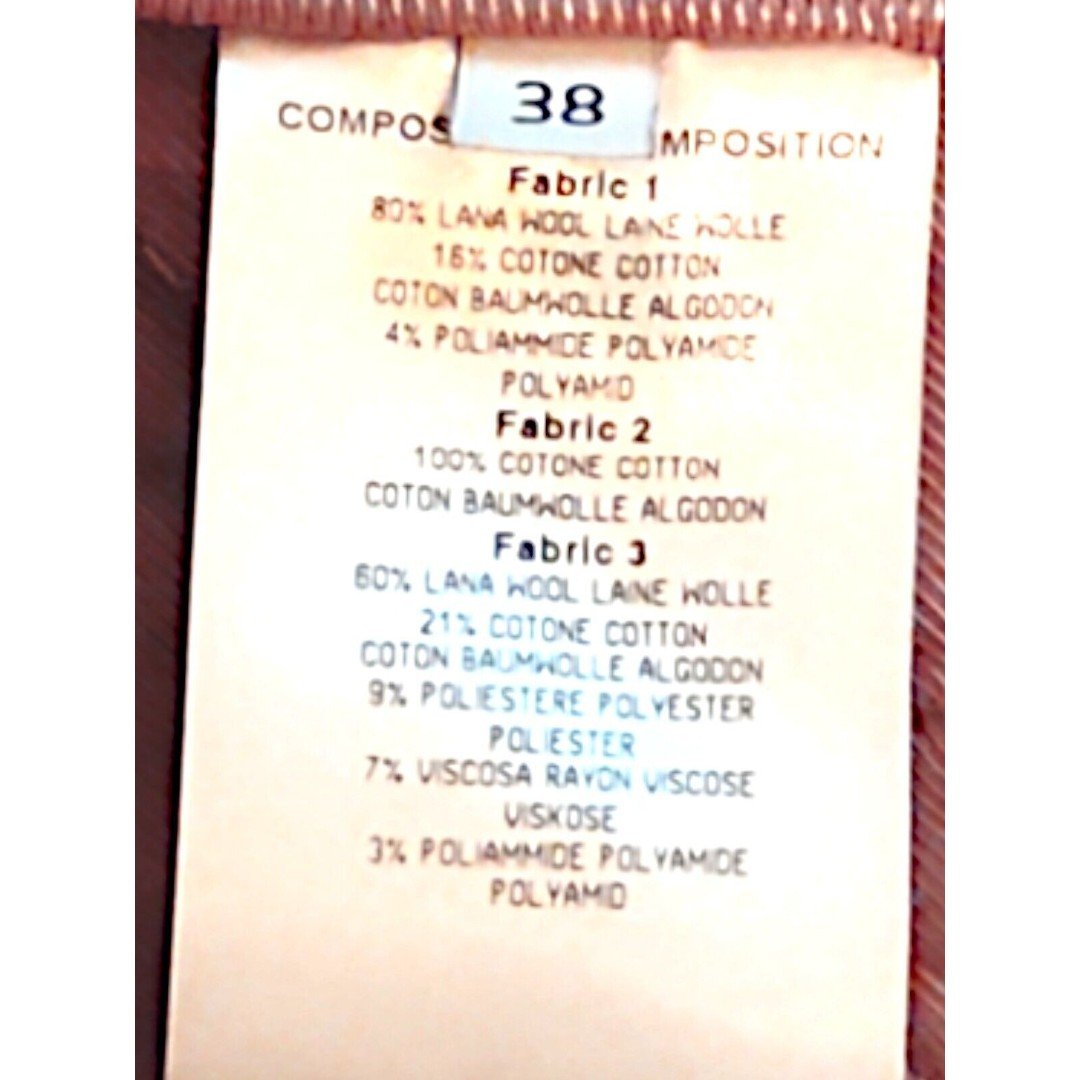 38
COMPOS MPOSITION
Fabric 1
80% LANA WOOL LAINE WOLLE
16% COTONE COTTON
COTON BAUMWOLLE ALGODON
4% POLIAMMIDE POLYAMIDE
POLYAMID
Fabric 2
100% COTONE COTTON
COTON BAUMWOLLE ALGODON
Fabric 3
60% LANA WOOL LAINE WOLLE
21% COTONE COTTON
COTON BAUMWOLLE ALGODON
9% POLIESTERE POLYESTER
POLIESTER
7% VISCOSA RAYON VISCOSE
VISKOSE
3% POLIAMMIDE POLYAMIDE
POLYAMID